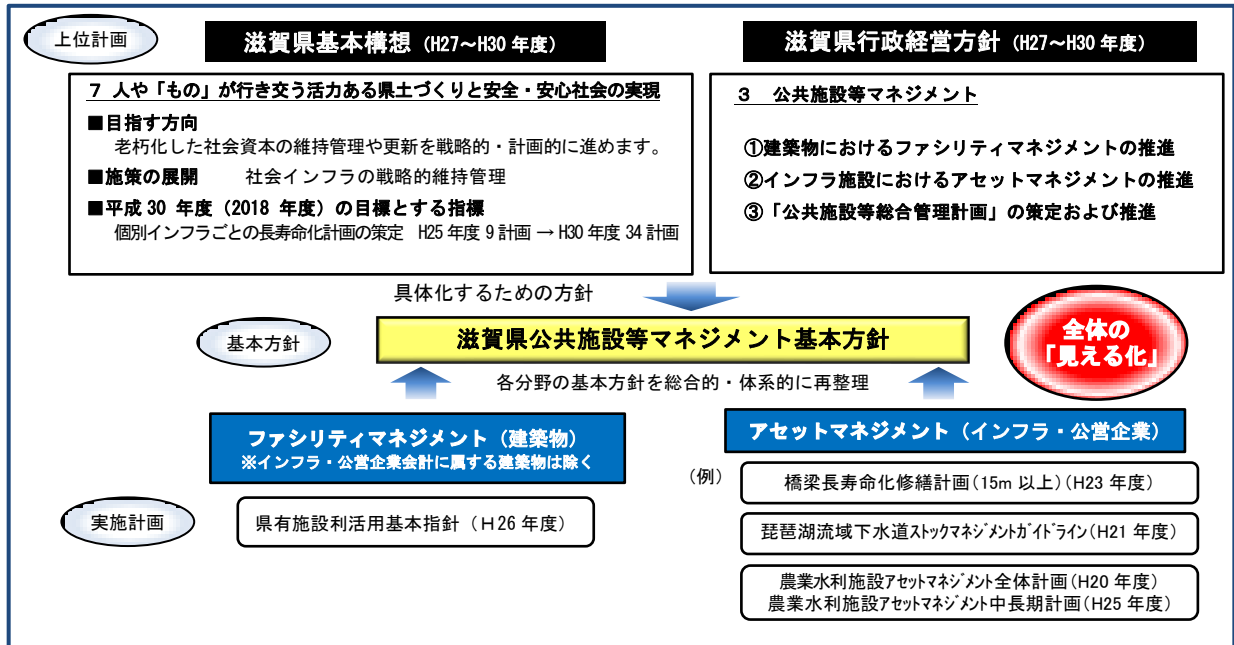 上位計画
滋賀県基本構想（H27～H30 年度）
滋賀県行政経営方針（H27～H30 年度）
７ 人や「もの」が行き交う活力ある県土づくりと安全・安心社会の実現
■目指す方向
老朽化した社会資本の維持管理や更新を戦略的・計画的に進めます。
■施策の展開　社会インフラの戦略的維持管理
■平成 30 年度（2018 年度）の目標とする指標
個別インフラごとの長寿命化計画の策定 H25 年度 9 計画 → H30 年度 34 計画
３ 公共施設等マネジメント
①建築物におけるファシリティマネジメントの推進
②インフラ施設におけるアセットマネジメントの推進
③「公共施設等総合管理計画」の策定および推進
具体化するための方針
基本方針
滋賀県公共施設等マネジメント基本方針
全体の
「見える化」
各分野の基本方針を総合的・体系的に再整理
ファシリティマネジメント（建築物）
※インフラ・公営企業会計に属する建築物は除く
アセットマネジメント（インフラ・公営企業）
（例）
実施計画
県有施設利活用基本指針（Ｈ26 年度）
橋梁長寿命化修繕計画(15m 以上)(H23 年度)
琵琶湖流域下水道ｽﾄｯｸﾏﾈｼﾞﾒﾝﾄｶﾞｲﾄﾞﾗｲﾝ(H21 年度)
農業水利施設ｱｾｯﾄﾏﾈｼﾞﾒﾝﾄ全体計画(H20 年度)
農業水利施設ｱｾｯﾄﾏﾈｼﾞﾒﾝﾄ中長期計画(H25 年度)